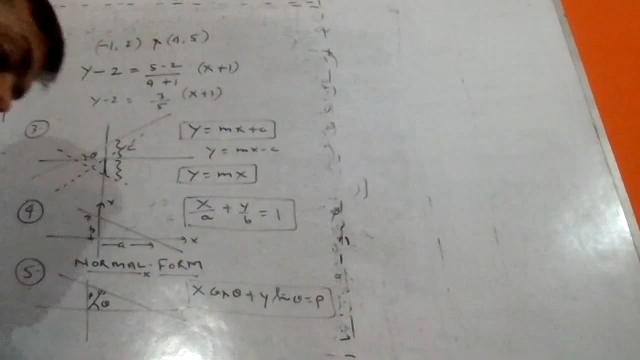 (-1, 2) & (4, 5)
y-2 = 5-2/4+1 (x+1)
y-2 = 3/5 (x+1)
③
c
θ
y = mx+c
y = mx-c
y = mx
④
x
b
a
x
x/a + y/b = 1
NORMAL FORM
⑤
P
θ
x cos θ + y sin θ = P